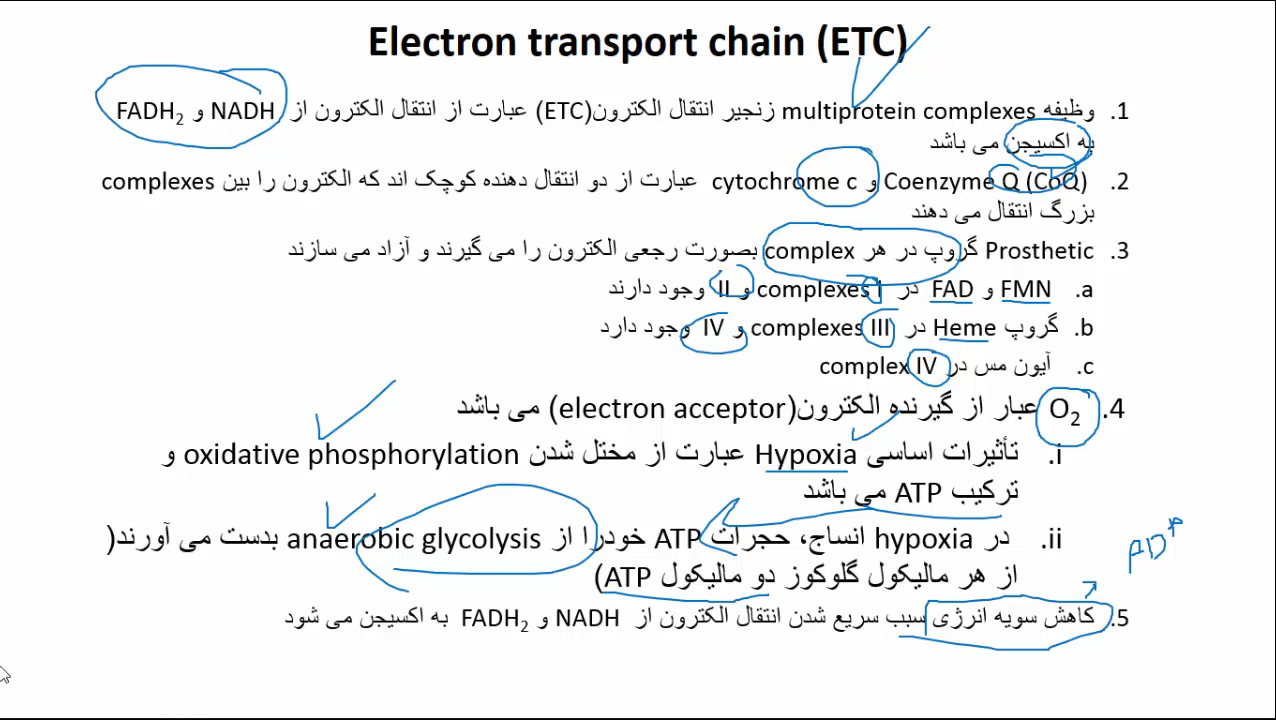 Electron transport chain (ETC)
1. وظیفه multiprotein complexes زنجیر انتقال الکترون(ETC) عبارت از انتقال الکترون از NADH و FADH₂
به اکسیجن می باشد
2. Coenzyme Q (CoQ) و cytochrome c عبارت از دو انتقال دهنده کوچک اند که الکترون را بین complexes
بزرگ انتقال می دهند
3. Prosthetic گروپ در هر complex بصورت رجعی الکترون را می گیرند و آزاد می سازند
a. FMN و FAD در complexes I و II وجود دارند
b. گروپ Heme در complexes III و IV وجود دارد
c. آیون مس در complex IV
4. O₂ عبار از گیرنده الکترون(electron acceptor) می باشد
i. تأثیرات اساسی Hypoxia عبارت از مختل شدن oxidative phosphorylation و
ترکیب ATP می باشد
ii. در hypoxia انساج، حجرات ATP خودرا از anaerobic glycolysis بدست می آورند(
از هر مالیکول گلوکوز دو مالیکول ATP)
5. کاهش سویه انرژی سبب سریع شدن انتقال الکترون از NADH و FADH₂ به اکسیجن می شود